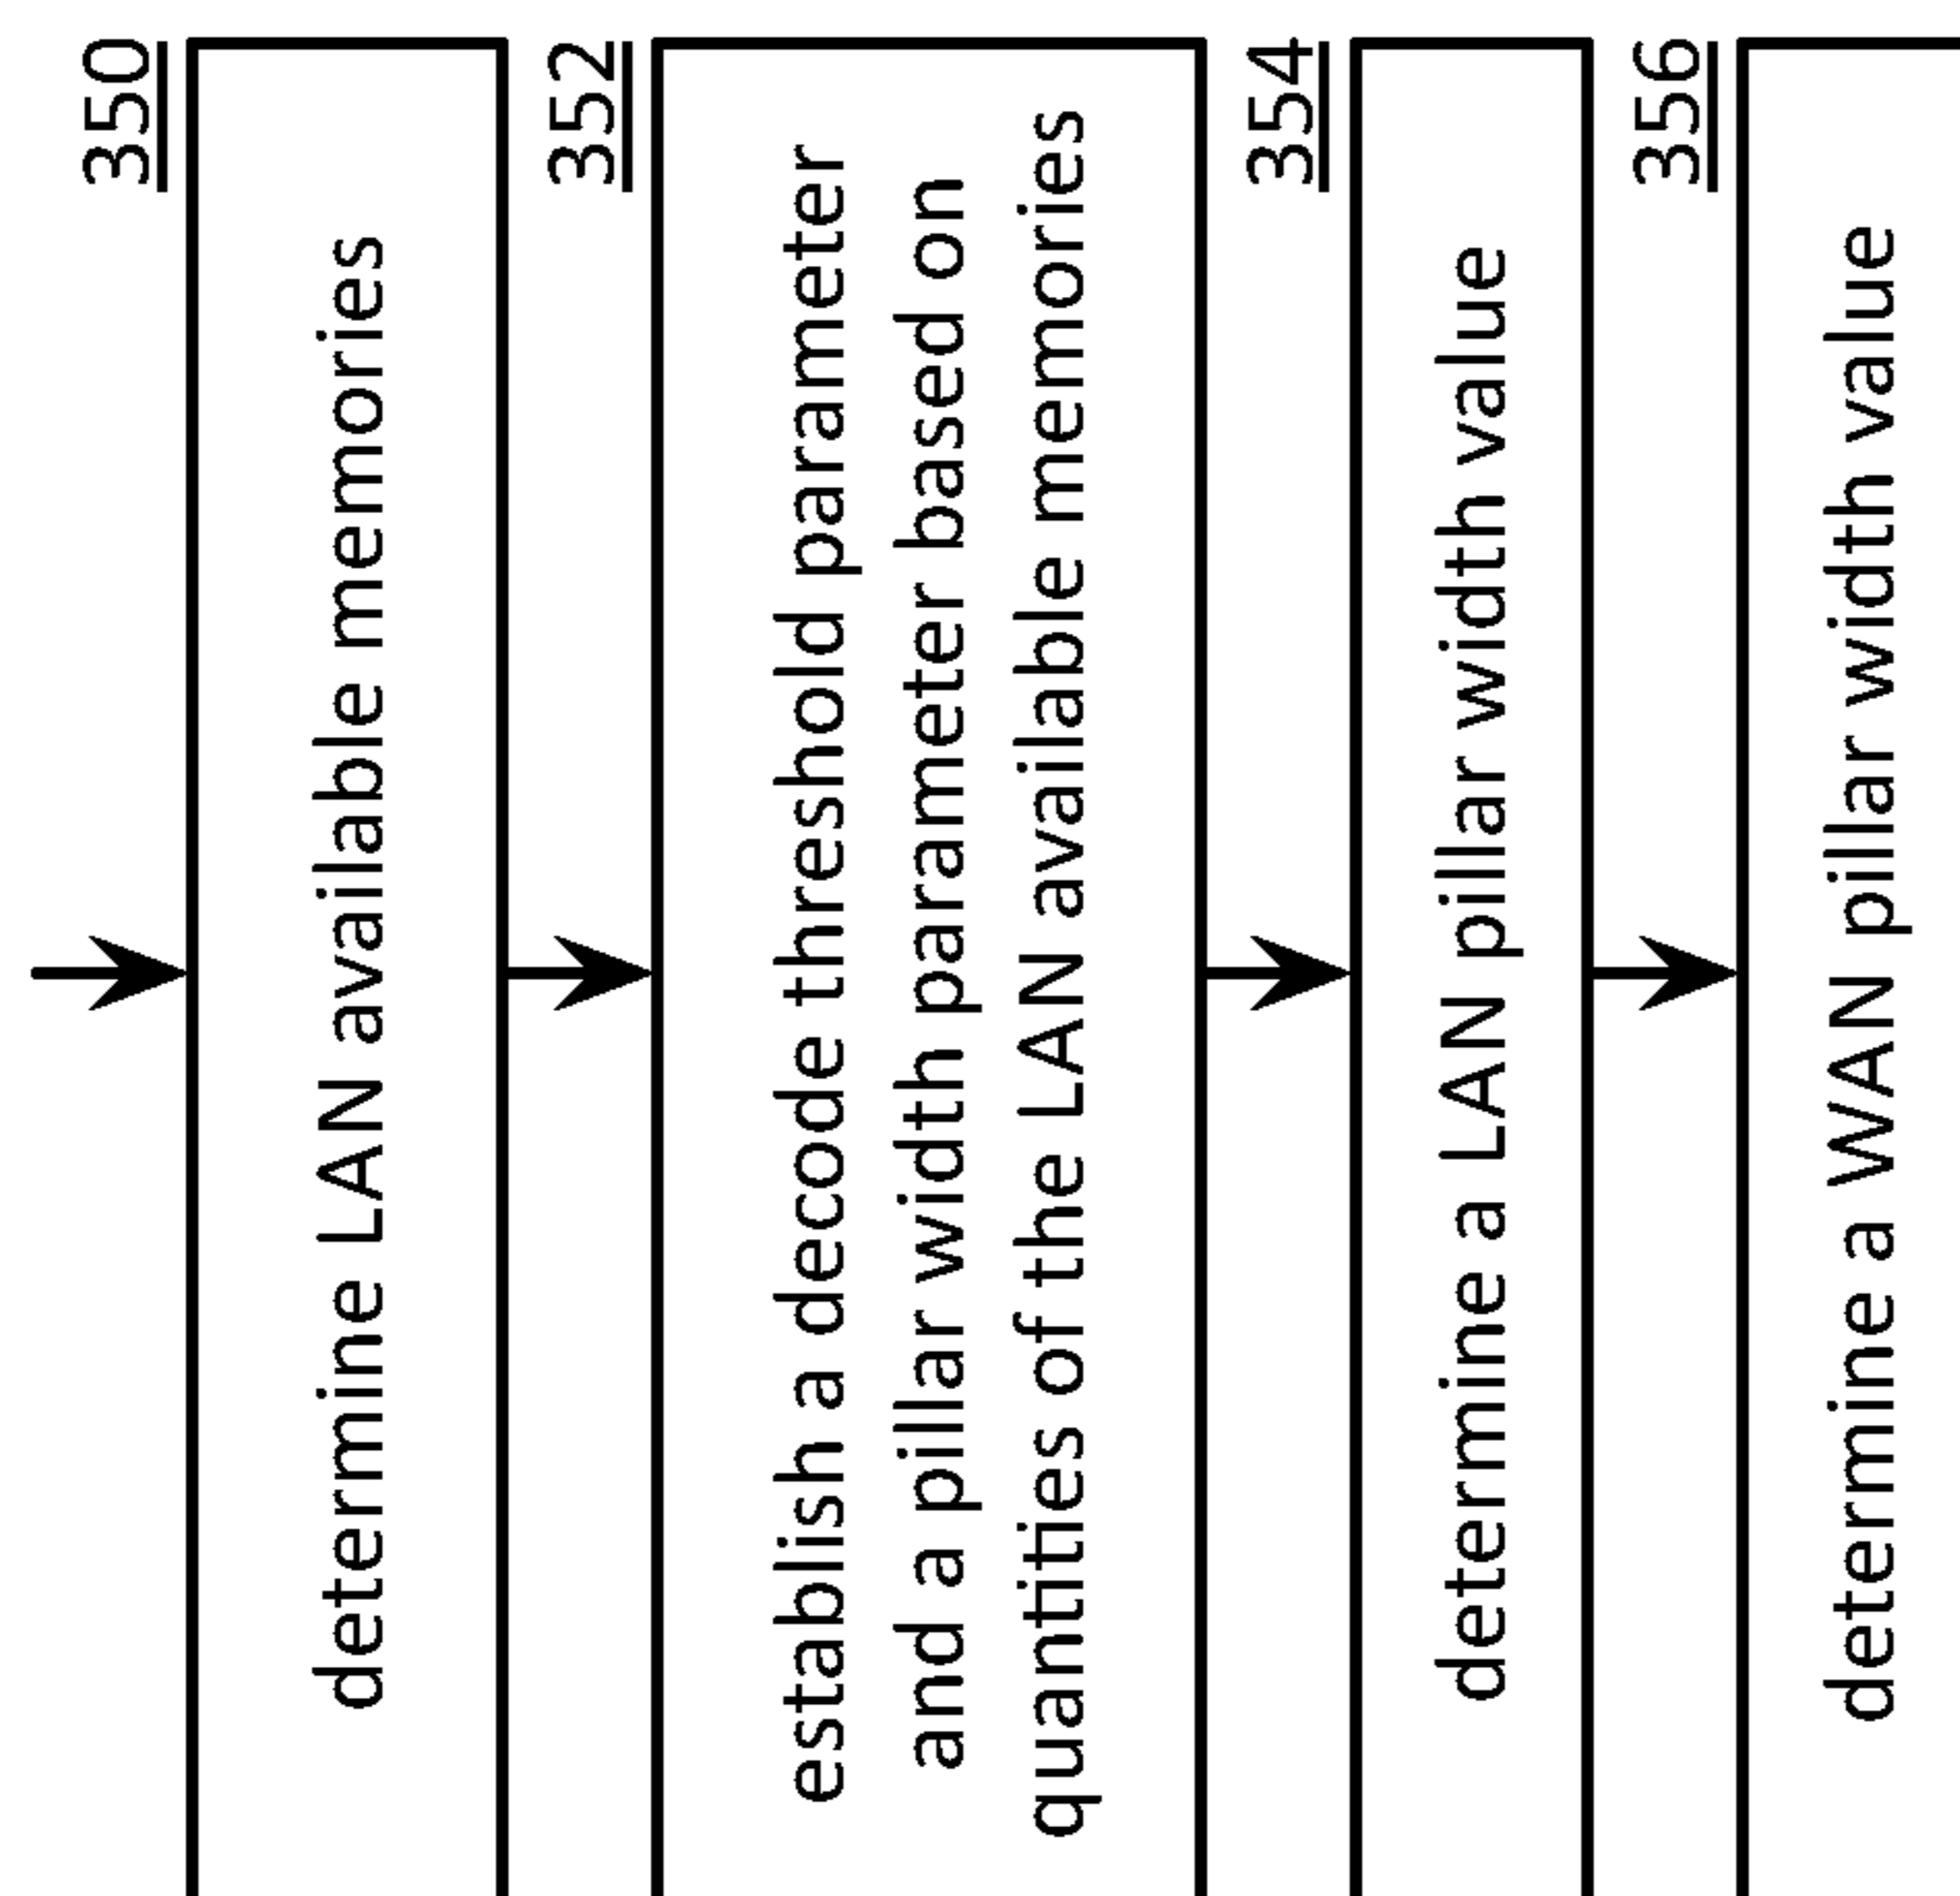 350
determine LAN available memories
352
establish a decode threshold parameter
and a pillar width parameter based on
quantities of the LAN available memories
354
determine a LAN pillar width value
356
determine a WAN pillar width value